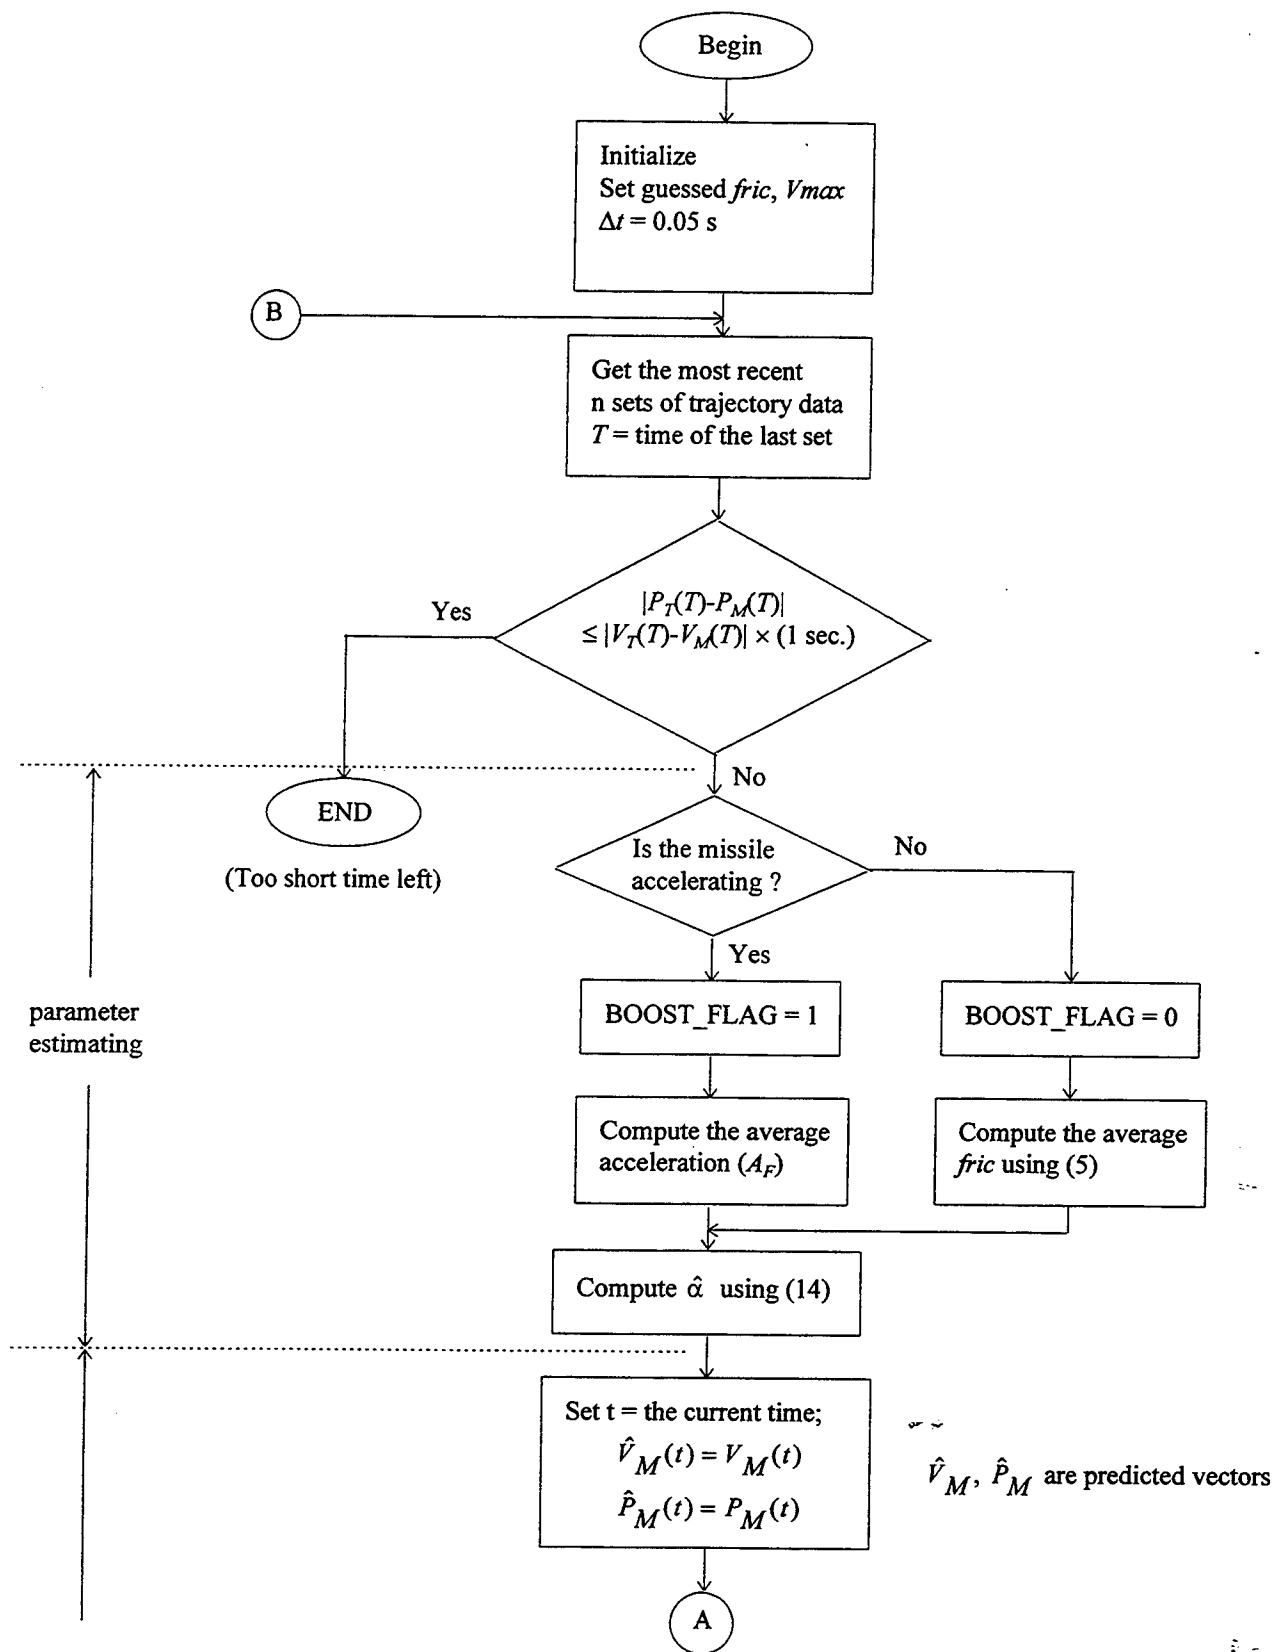 Begin
Initialize
Set guessed fric, Vmax
Δt = 0.05 s
B
Get the most recent
n sets of trajectory data
T = time of the last set
|P_T(T)-P_M(T)|
≤ |V_T(T)-V_M(T)| × (1 sec.)
Yes
No
END
(Too short time left)
Is the missile
accelerating ?
No
Yes
parameter
estimating
BOOST_FLAG = 1
BOOST_FLAG = 0
Compute the average
acceleration (A_F)
Compute the average
fric using (5)
Compute α̂ using (14)
Set t = the current time;
V̂_M(t) = V_M(t)
P̂_M(t) = P_M(t)
V̂_M, P̂_M are predicted vectors
A